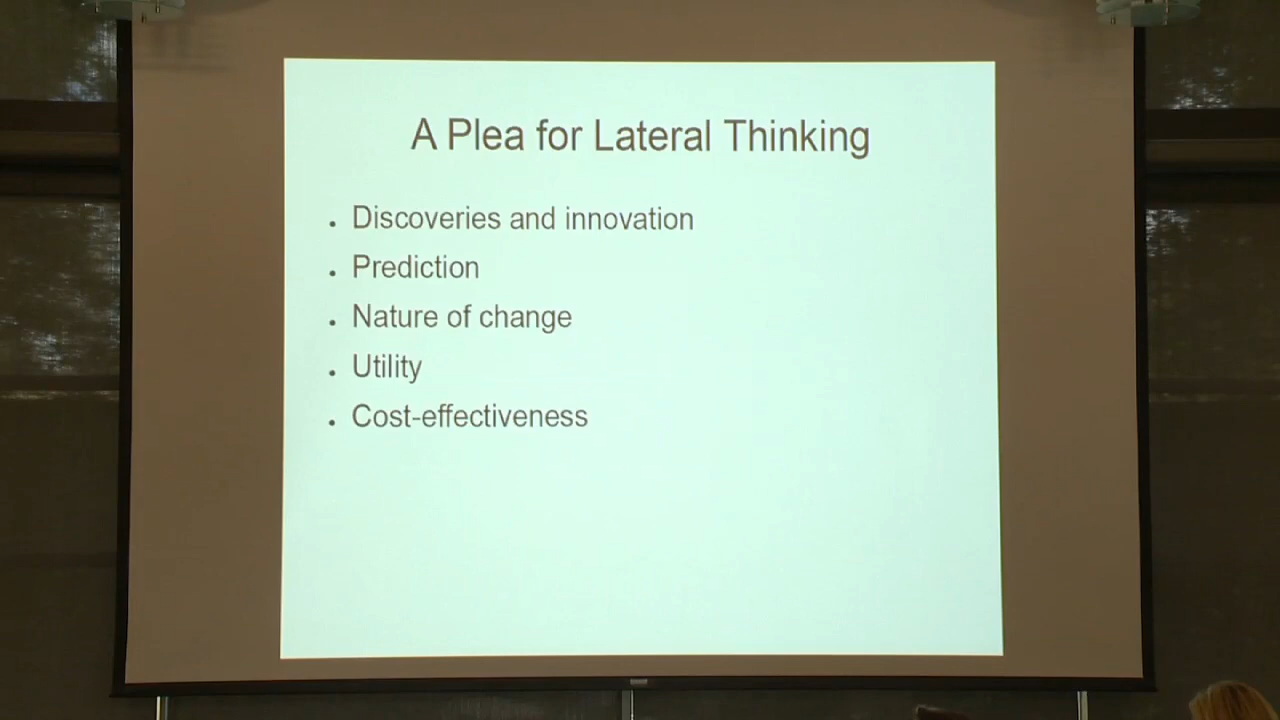 A Plea for Lateral Thinking
. Discoveries and innovation
. Prediction
. Nature of change
. Utility
. Cost-effectiveness